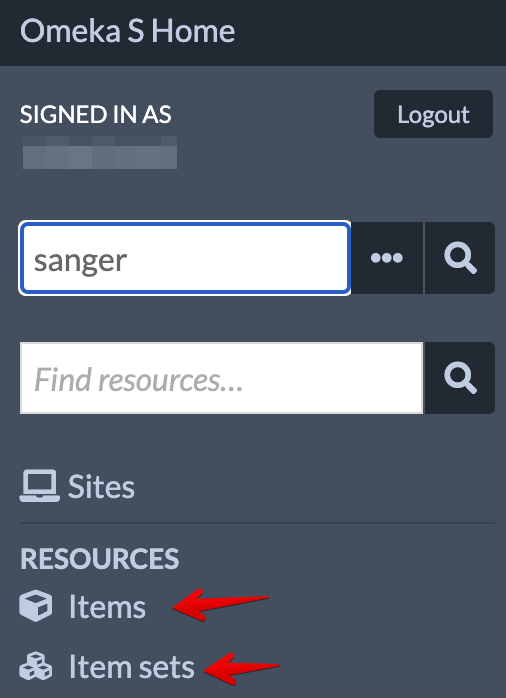 Omeka S Home
SIGNED IN AS
Logout
sanger
Find resources...
Sites
RESOURCES
Items
Item sets